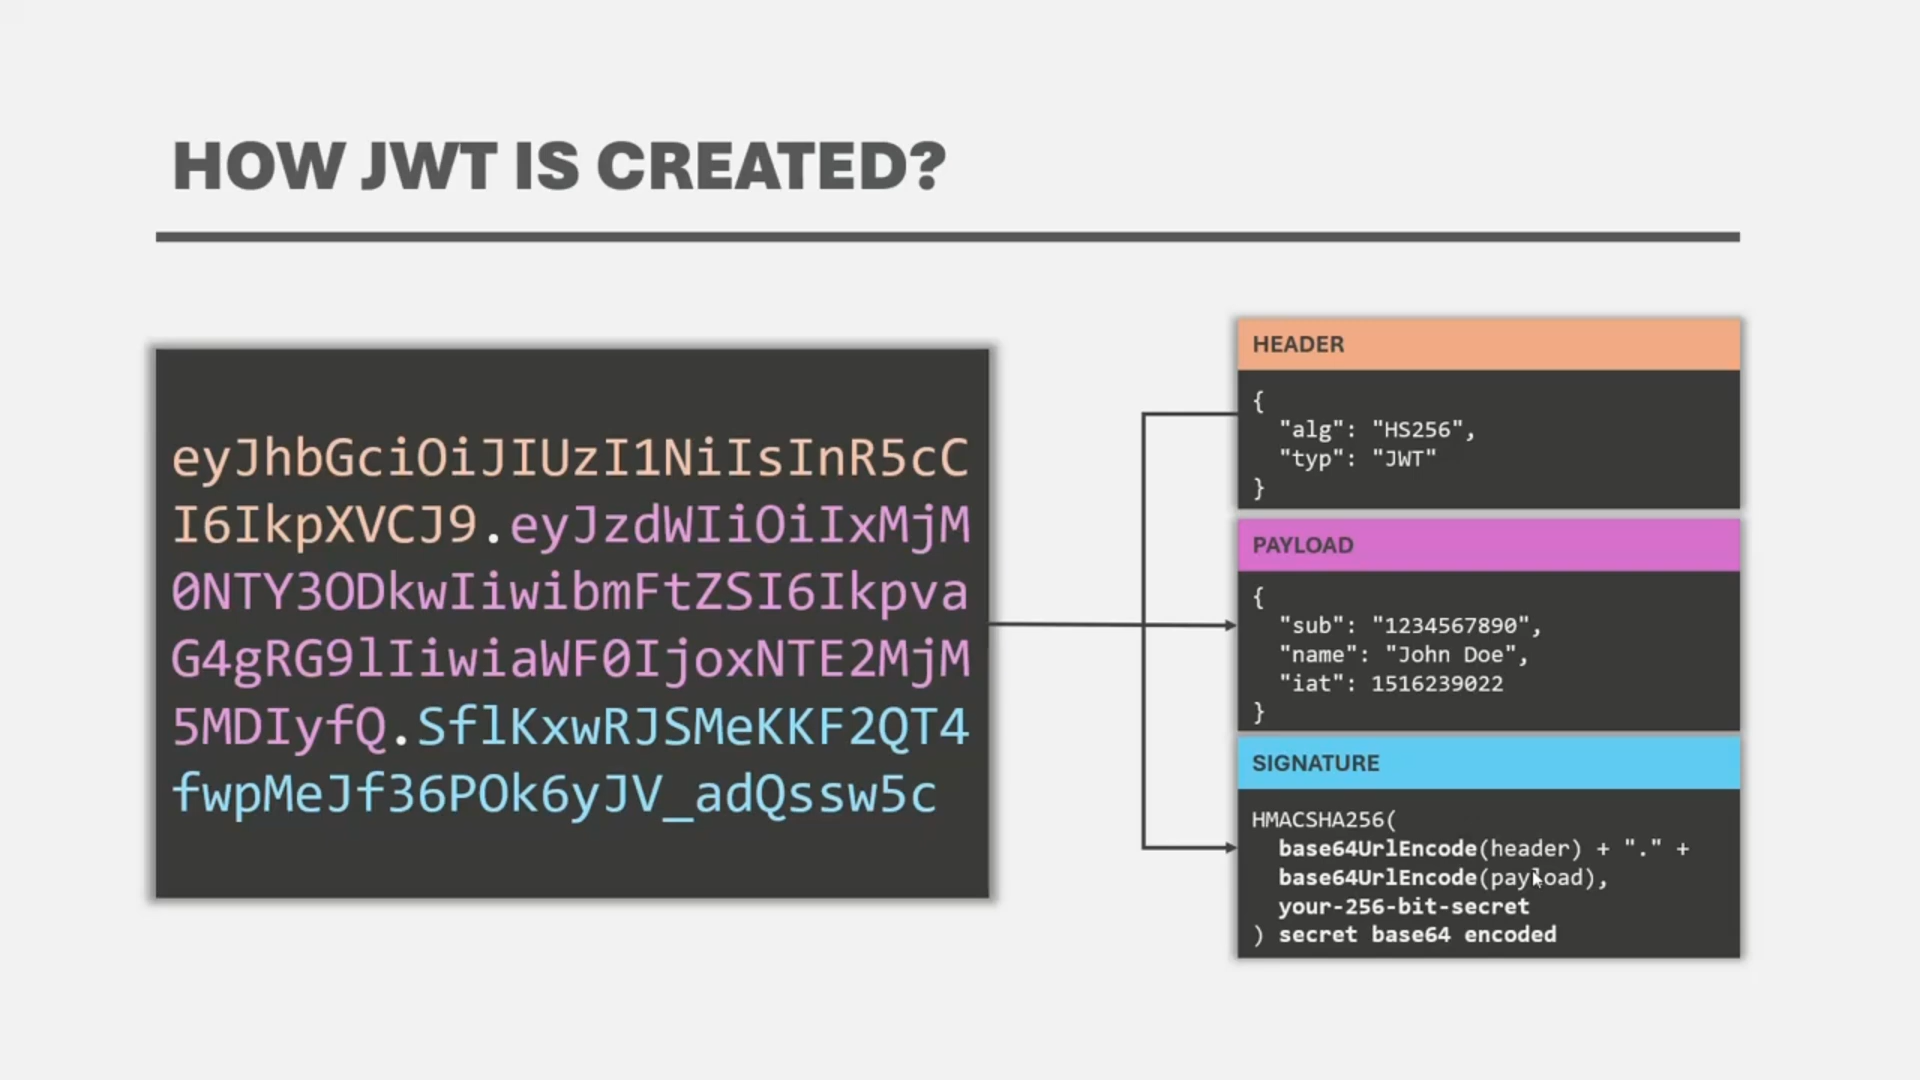 HOW JWT IS CREATED?
eyJhbGciOiJIUzI1NiIsInR5cC
I6IkpXVCJ9.eyJzdWIiOiIxMjM
0NTY3ODkwIiwibmFtZSI6Ikpva
G4gRG9lIiwiaWF0IjoxNTE2MjM
5MDIyfQ.SflKxwRJSMeKKF2QT4
fwpMeJf36POk6yJV_adQssw5c
HEADER
{
"alg": "HS256",
"typ": "JWT"
}
PAYLOAD
{
"sub": "1234567890",
"name": "John Doe",
"iat": 1516239022
}
SIGNATURE
HMACSHA256(
base64UrlEncode(header) + "." +
base64UrlEncode(payload),
your-256-bit-secret
) secret base64 encoded